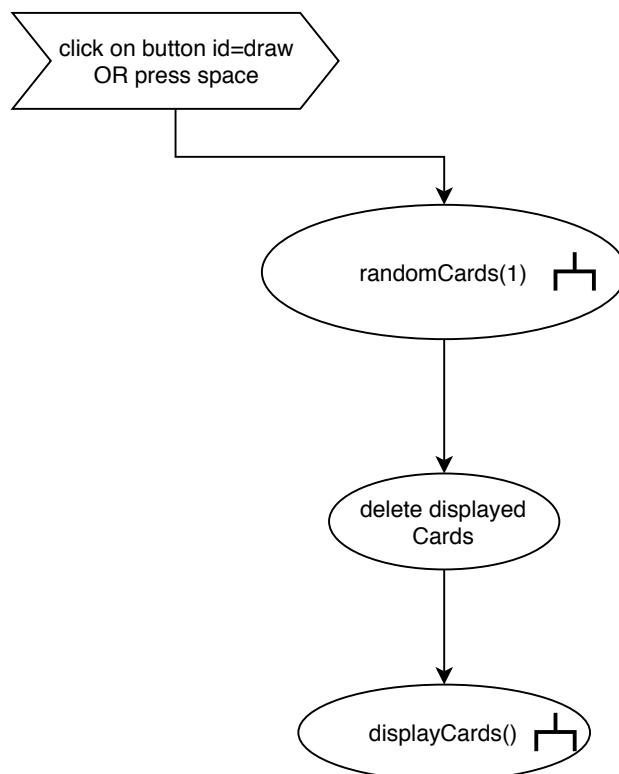 click on button id=draw
OR press space
randomCards(1)
delete displayed
Cards
displayCards()